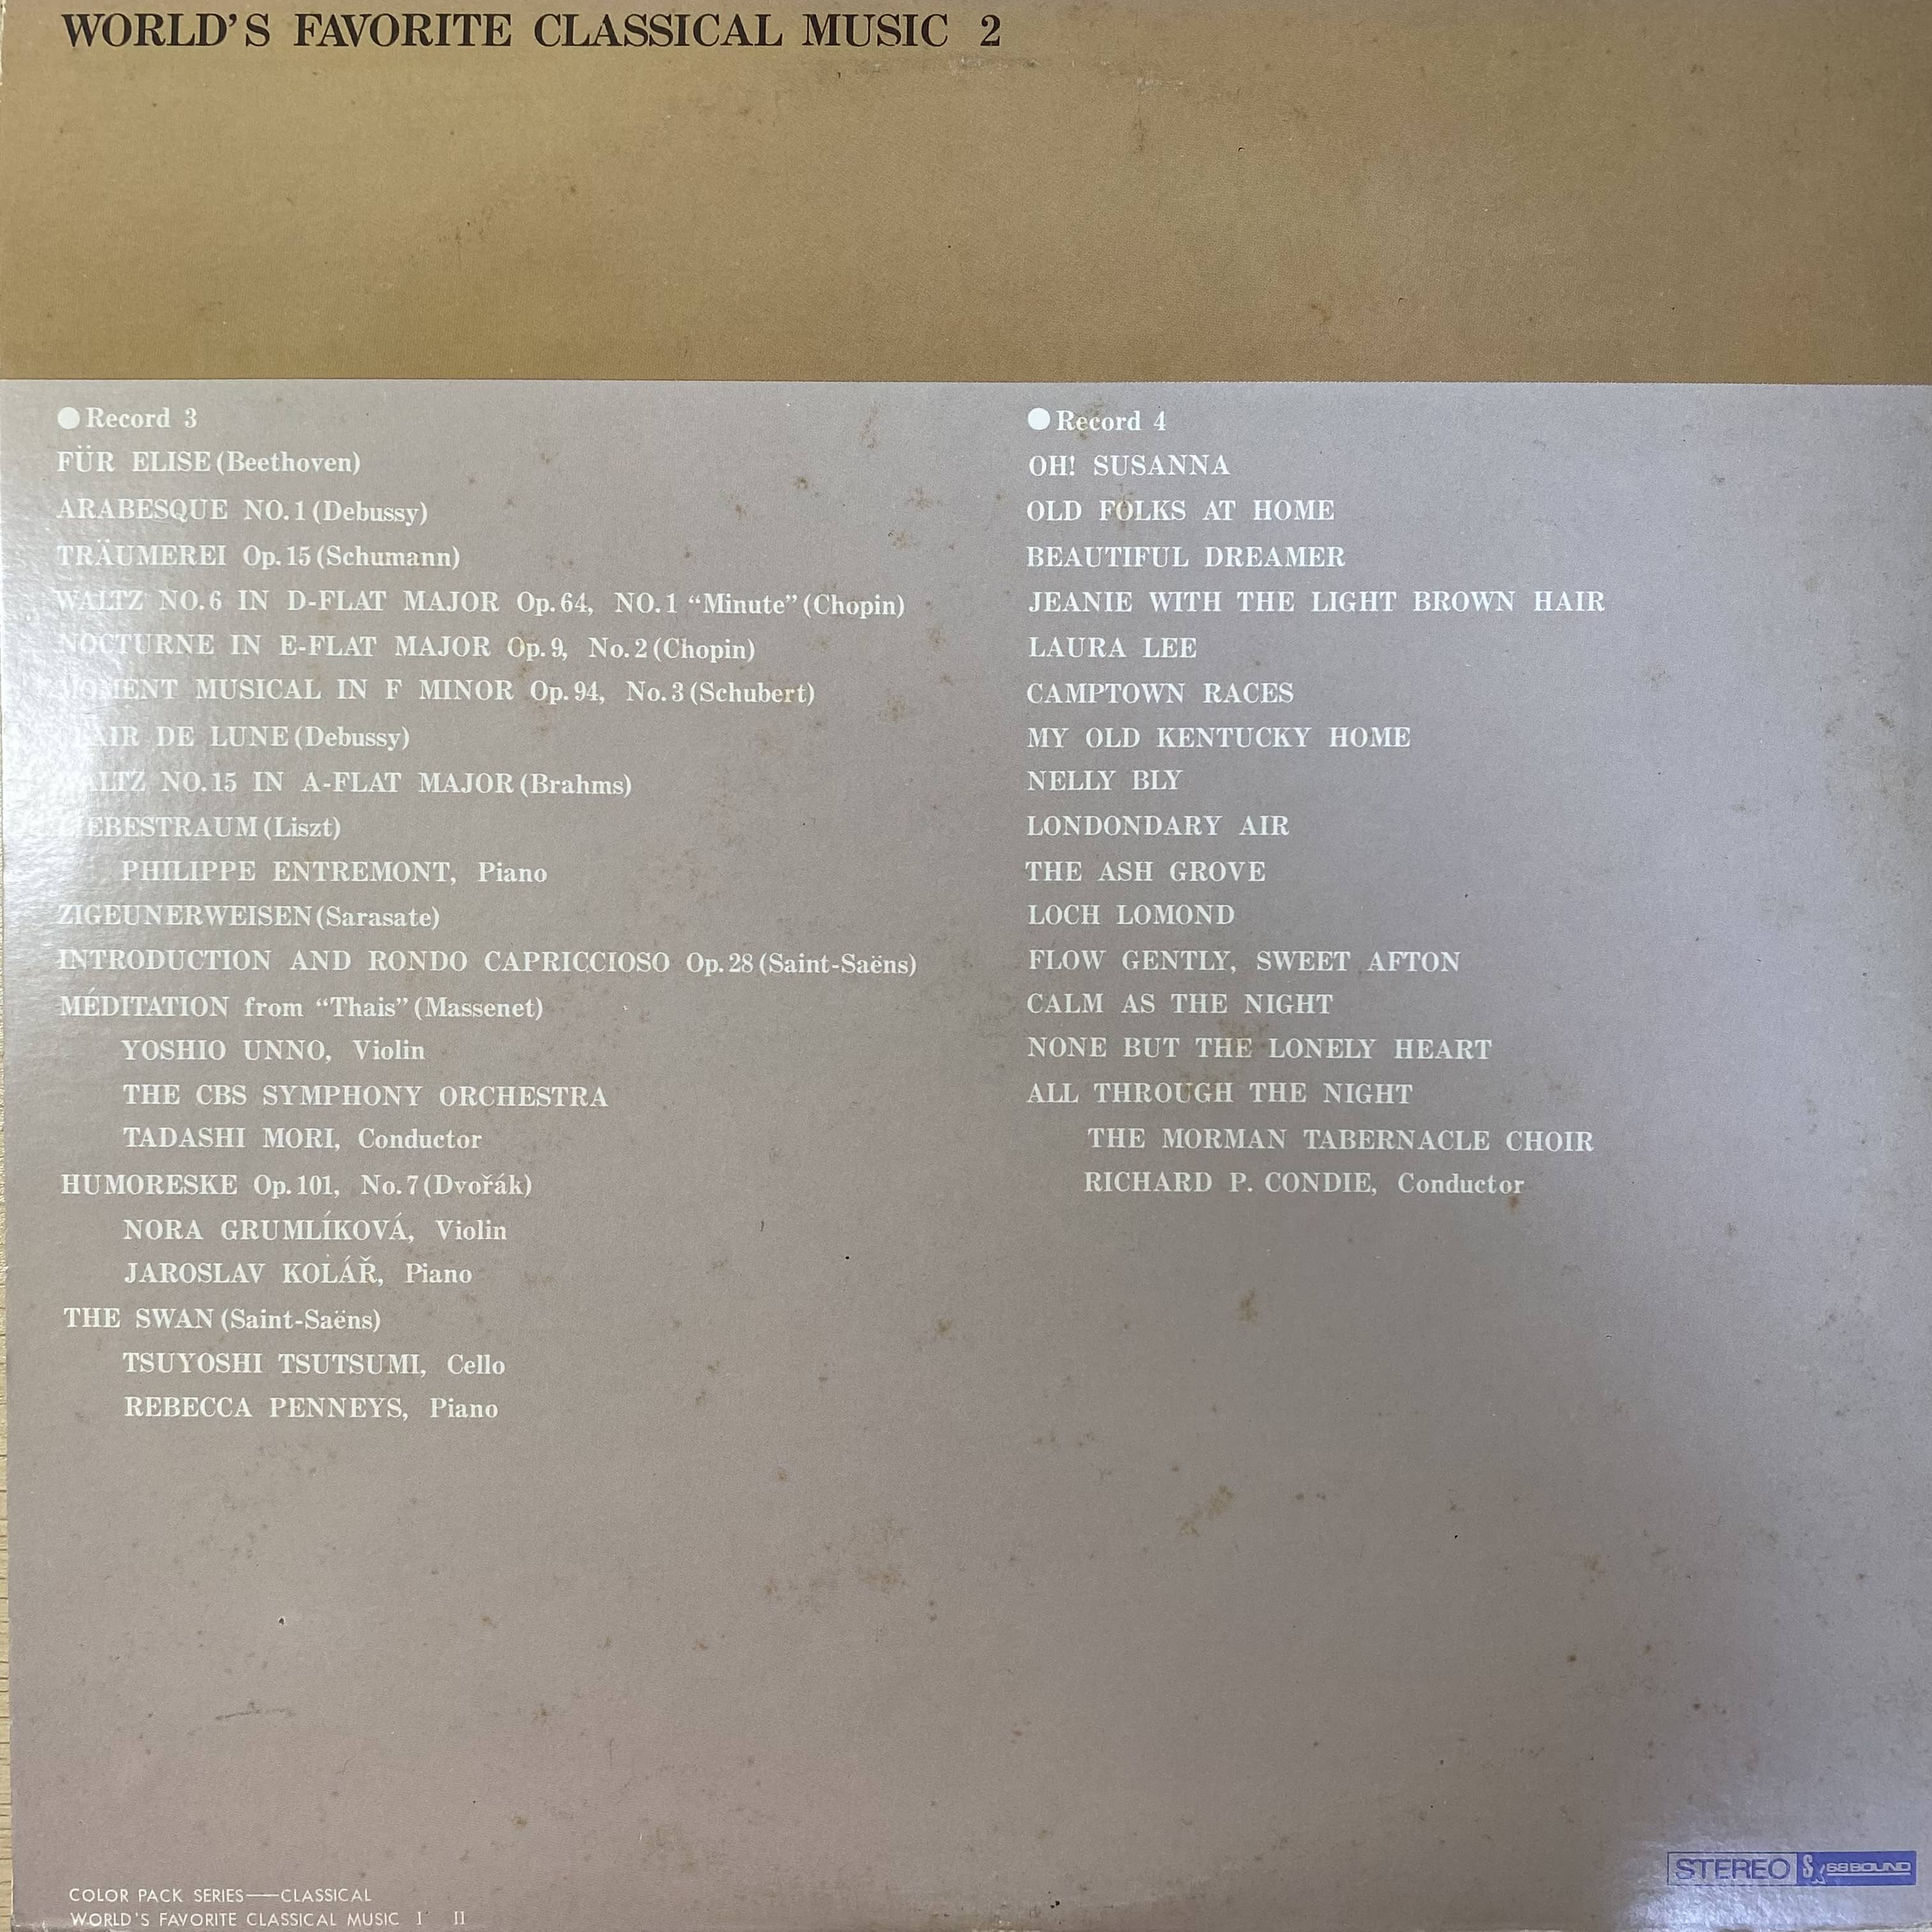 WORLD'S FAVORITE CLASSICAL MUSIC 2
●Record 3
FÜR ELISE (Beethoven)
ARABESQUE NO. 1 (Debussy)
TRÄUMEREI Op. 15 (Schumann)
WALTZ NO. 6 IN D-FLAT MAJOR Op. 64, NO. 1 “Minute” (Chopin)
NOCTURNE IN E-FLAT MAJOR Op. 9, No. 2 (Chopin)
MOMENT MUSICAL IN F MINOR Op. 94, No. 3 (Schubert)
CLAIR DE LUNE (Debussy)
WALTZ NO. 15 IN A-FLAT MAJOR (Brahms)
LIEBESTRAUM (Liszt)
PHILIPPE ENTREMONT, Piano
ZIGEUNERWEISEN (Sarasate)
INTRODUCTION AND RONDO CAPRICCIOSO Op. 28 (Saint-Saëns)
MÉDITATION from “Thais” (Massenet)
YOSHIO UNNO, Violin
THE CBS SYMPHONY ORCHESTRA
TADASHI MORI, Conductor
HUMORESKE Op. 101, No. 7 (Dvořák)
NORA GRUMLÍKOVÁ, Violin
JAROSLAV KOLÁŘ, Piano
THE SWAN (Saint-Saëns)
TSUYOSHI TSUTSUMI, Cello
REBECCA PENNEYS, Piano
●Record 4
OH! SUSANNA
OLD FOLKS AT HOME
BEAUTIFUL DREAMER
JEANIE WITH THE LIGHT BROWN HAIR
LAURA LEE
CAMPTOWN RACES
MY OLD KENTUCKY HOME
NELLY BLY
LONDONDARY AIR
THE ASH GROVE
LOCH LOMOND
FLOW GENTLY, SWEET AFTON
CALM AS THE NIGHT
NONE BUT THE LONELY HEART
ALL THROUGH THE NIGHT
THE MORMAN TABERNACLE CHOIR
RICHARD P. CONDIE, Conductor
COLOR PACK SERIES——CLASSICAL
WORLD'S FAVORITE CLASSICAL MUSIC I II
STEREO SX 68 SOUND